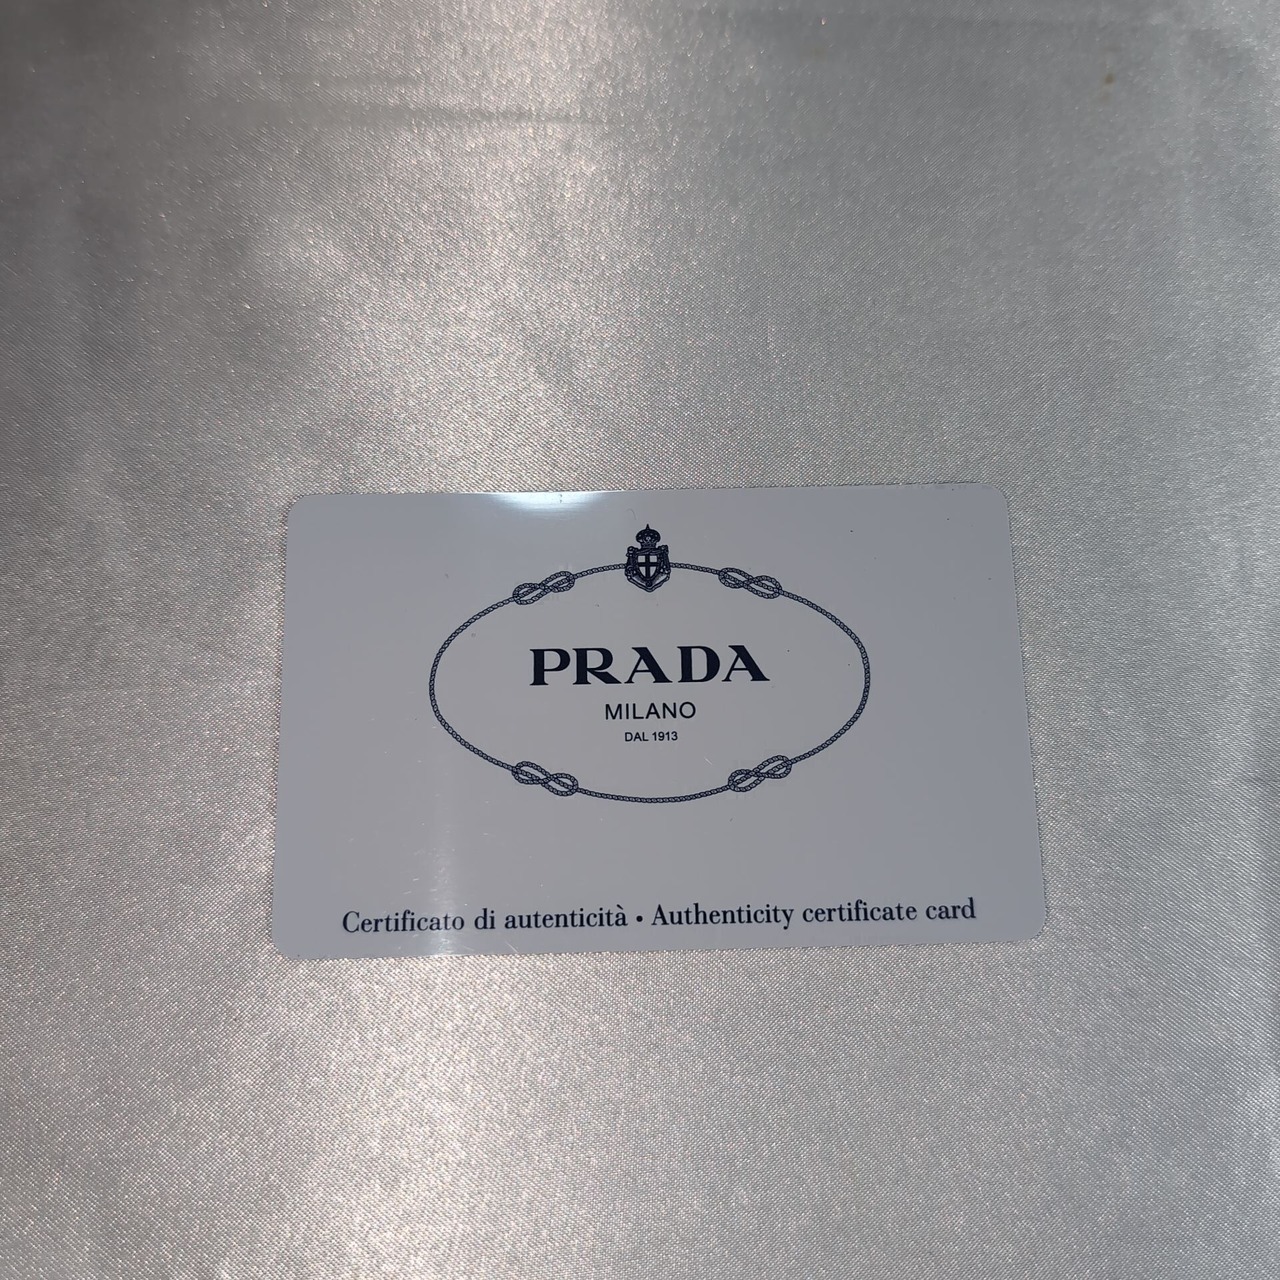 PRADA
MILANO
DAL 1913
Certificato di autenticità • Authenticity certificate card